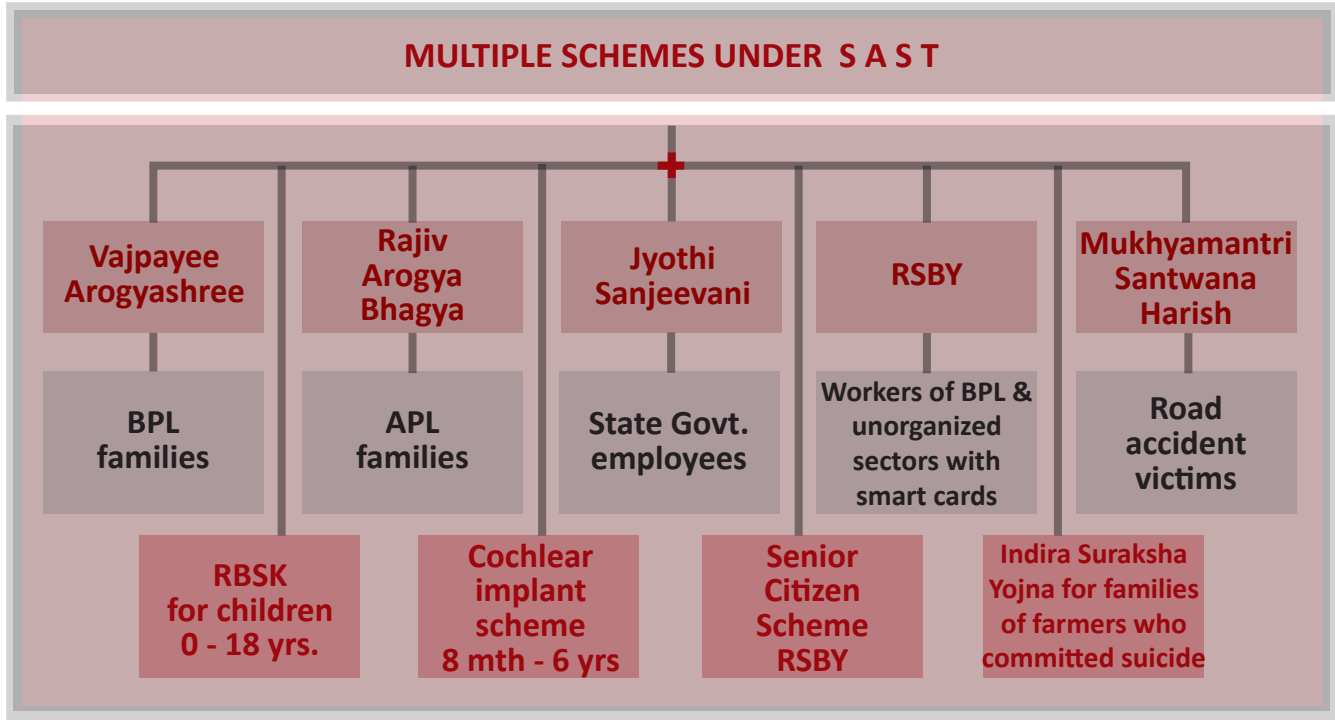 MULTIPLE SCHEMES UNDER S A S T
Vajpayee
Arogyashree
Rajiv
Arogya
Bhagya
Jyothi
Sanjeevani
RSBY
Mukhyamantri
Santwana
Harish
BPL
families
APL
families
State Govt.
employees
Workers of BPL &
unorganized
sectors with
smart cards
Road
accident
victims
RBSK
for children
0 - 18 yrs.
Cochlear
implant
scheme
8 mth - 6 yrs
Senior
Citizen
Scheme
RSBY
Indira Suraksha
Yojna for families
of farmers who
committed suicide